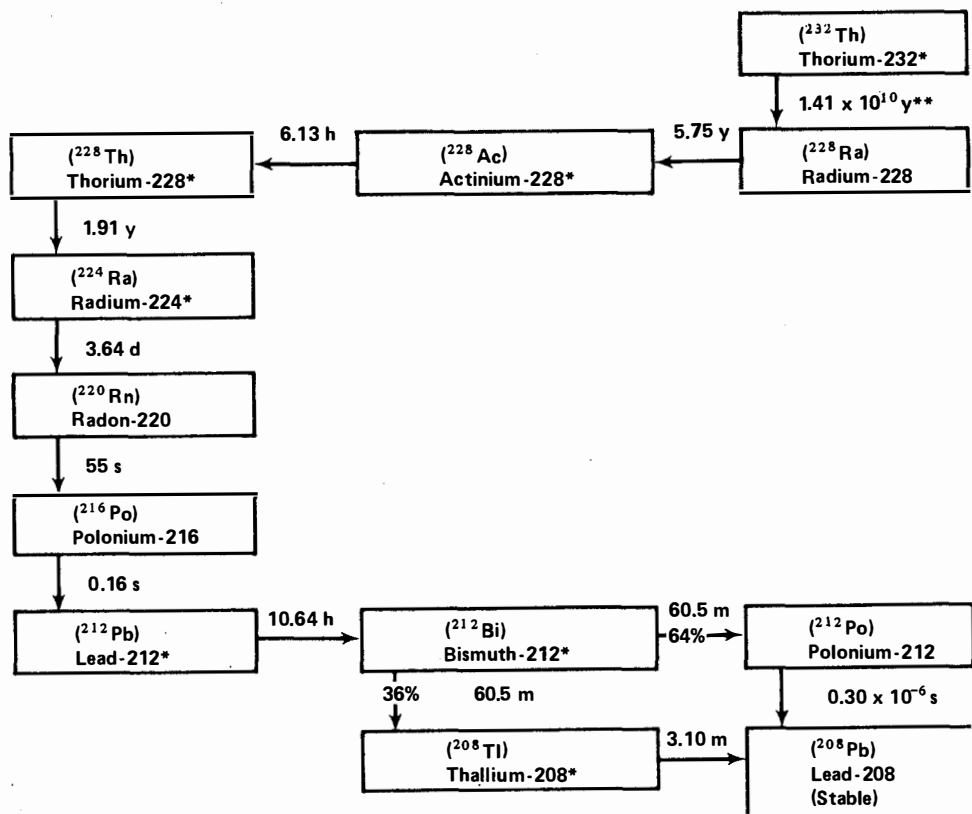 (²³²Th)
Thorium-232*
1.41 x 10¹⁰ y**
(²²⁸Ra)
Radium-228
5.75 y
(²²⁸Ac)
Actinium-228*
6.13 h
(²²⁸Th)
Thorium-228*
1.91 y
(²²⁴Ra)
Radium-224*
3.64 d
(²²⁰Rn)
Radon-220
55 s
(²¹⁶Po)
Polonium-216
0.16 s
(²¹²Pb)
Lead-212*
10.64 h
(²¹²Bi)
Bismuth-212*
60.5 m
64%
(²¹²Po)
Polonium-212
36% 60.5 m
0.30 x 10⁻⁶ s
(²⁰⁸Tl)
Thallium-208*
3.10 m
(²⁰⁸Pb)
Lead-208
(Stable)